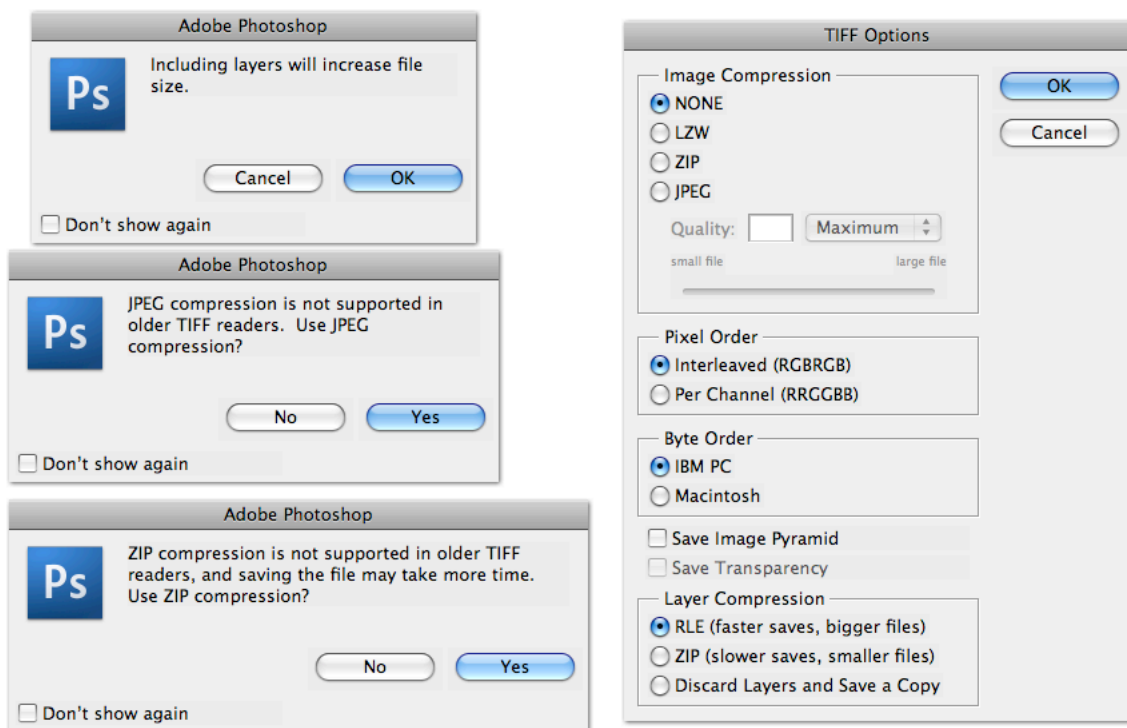 Adobe Photoshop
Ps
Including layers will increase file
size.
Cancel
OK
Don't show again
Adobe Photoshop
Ps
JPEG compression is not supported in
older TIFF readers.  Use JPEG
compression?
No
Yes
Don't show again
Adobe Photoshop
Ps
ZIP compression is not supported in older TIFF
readers, and saving the file may take more time.
Use ZIP compression?
No
Yes
Don't show again
TIFF Options
Image Compression
NONE
LZW
ZIP
JPEG
Quality:
Maximum
small file
large file
OK
Cancel
Pixel Order
Interleaved (RGBRGB)
Per Channel (RRGGBB)
Byte Order
IBM PC
Macintosh
Save Image Pyramid
Save Transparency
Layer Compression
RLE (faster saves, bigger files)
ZIP (slower saves, smaller files)
Discard Layers and Save a Copy